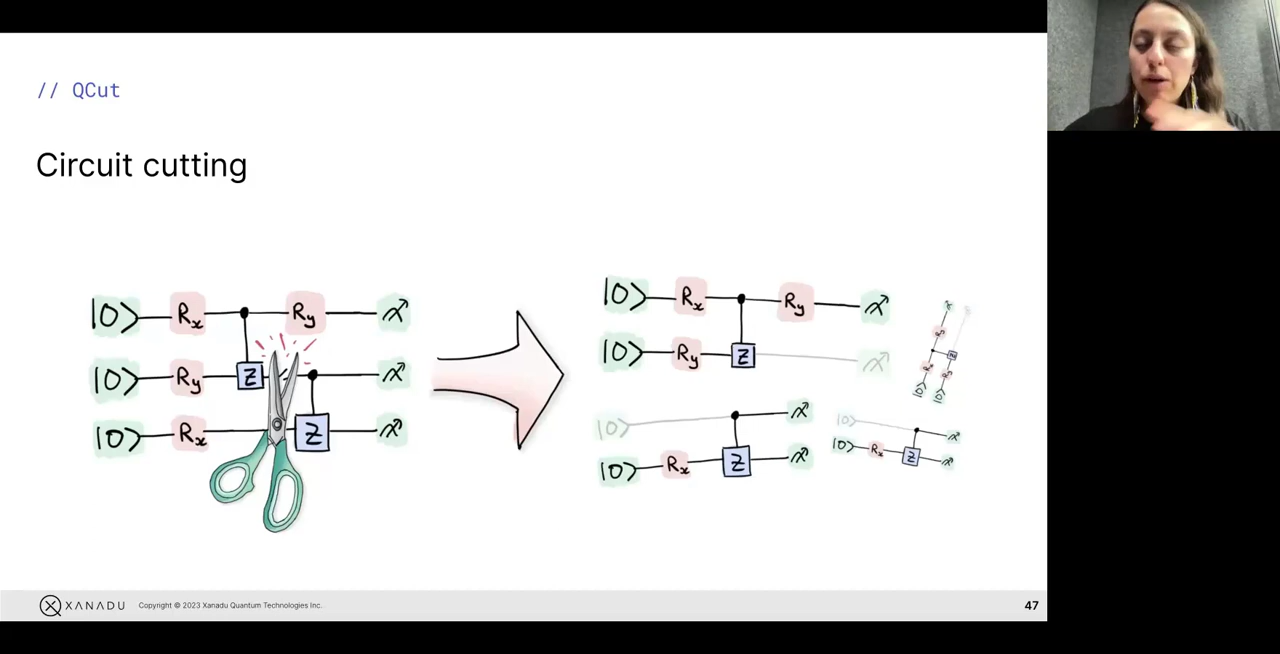 // QCut
Circuit cutting
|0⟩ Rx Ry
|0⟩ Ry Z
|0⟩ Rx Z
|0⟩ Rx Ry
|0⟩ Ry Z
|0⟩
|0⟩ Rx Z
|0⟩
|0⟩ Rx Z
XANADU Copyright © 2023 Xanadu Quantum Technologies Inc. 47